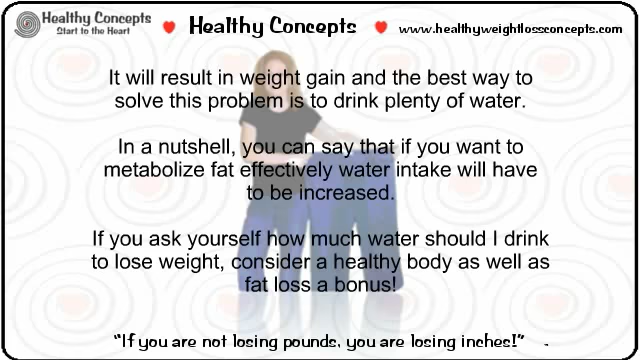 Healthy Concepts
Start to the Heart
Healthy Concepts
www.healthyweightlossconcepts.com
It will result in weight gain and the best way to
solve this problem is to drink plenty of water.
In a nutshell, you can say that if you want to
metabolize fat effectively water intake will have
to be increased.
If you ask yourself how much water should I drink
to lose weight, consider a healthy body as well as
fat loss a bonus!
"If you are not losing pounds, you are losing inches!"